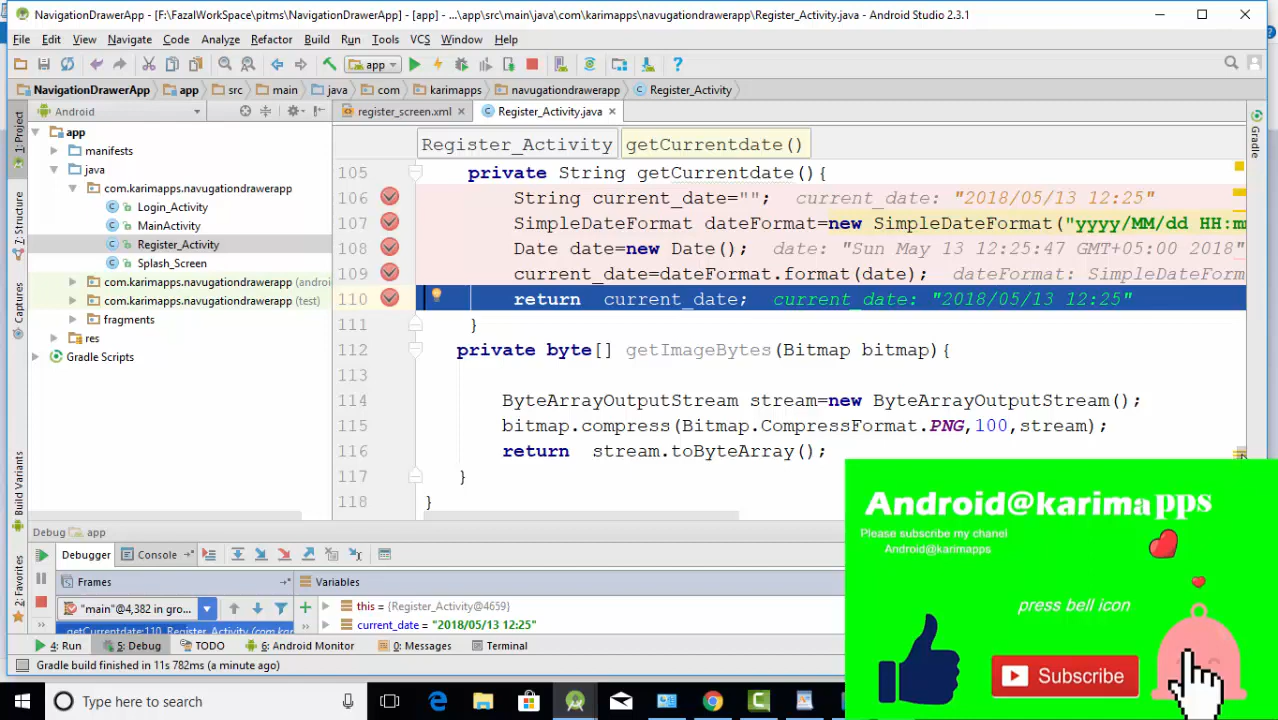 NavigationDrawerApp - [F:\FazalWorkSpace\pitms\NavigationDrawerApp] - [app] - ...\app\src\main\java\com\karimapps\navugationdrawerapp\Register_Activity.java - Android Studio 2.3.1
File Edit View Navigate Code Analyze Refactor Build Run Tools VCS Window Help
app
NavigationDrawerApp app src main java com karimapps navugationdrawerapp Register_Activity
Android register_screen.xml Register_Activity.java
1: Project
Z: Structure
Captures
Build Variants
2: Favorites
Gradle
app
manifests
java
com.karimapps.navugationdrawerapp
Login_Activity
MainActivity
Register_Activity
Splash_Screen
com.karimapps.navugationdrawerapp (andro
com.karimapps.navugationdrawerapp (test)
fragments
res
Gradle Scripts
Register_Activity getCurrentdate()
105 private String getCurrentdate(){
106 String current_date=""; current_date: "2018/05/13 12:25"
107 SimpleDateFormat dateFormat=new SimpleDateFormat("yyyy/MM/dd HH:mm
108 Date date=new Date(); date: "Sun May 13 12:25:47 GMT+05:00 2018"
109 current_date=dateFormat.format(date); dateFormat: SimpleDateForm
110 return current_date; current_date: "2018/05/13 12:25"
111 }
112 private byte[] getImageBytes(Bitmap bitmap){
113
114 ByteArrayOutputStream stream=new ByteArrayOutputStream();
115 bitmap.compress(Bitmap.CompressFormat.PNG,100,stream);
116 return stream.toByteArray();
117 }
118 }
Debug app
Debugger Console
Frames Variables
"main"@4,382 in gro...
this = {Register_Activity@4659}
getCurrentdate:110, Register_Activity (com.kari
current_date = "2018/05/13 12:25"
4: Run 5: Debug TODO 6: Android Monitor 0: Messages Terminal
Gradle build finished in 11s 782ms (a minute ago)
Android@karimapps
Please subscribe my chanel
Android@karimapps
press bell icon
Subscribe
Type here to search